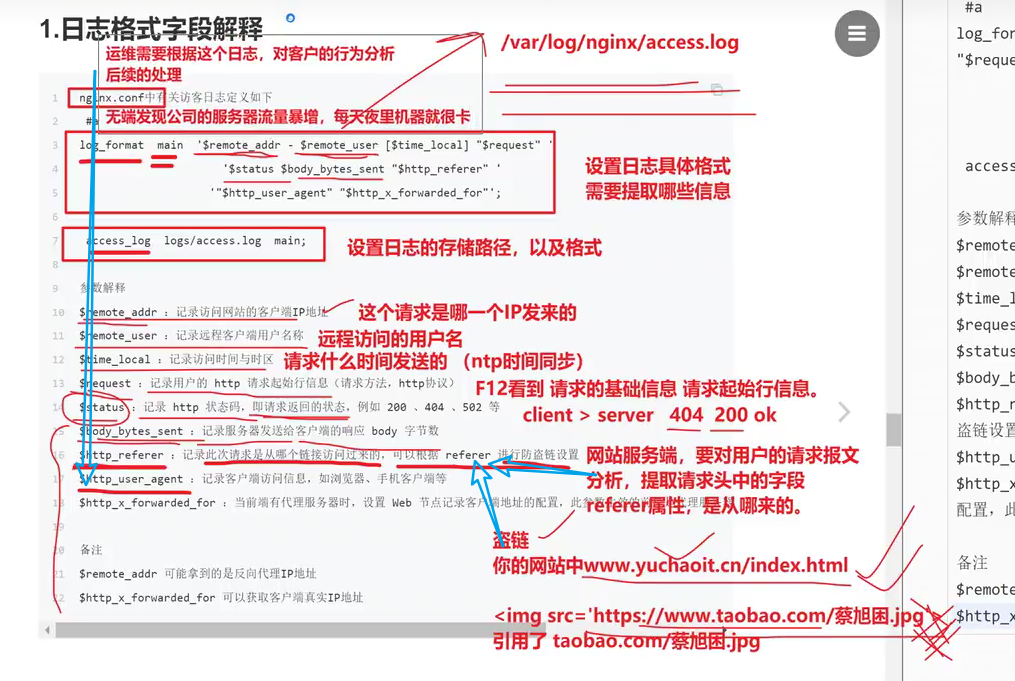 1.日志格式字段解释
运维需要根据这个日志，对客户的行为分析
后续的处理
/var/log/nginx/access.log
1 nginx.conf中有关访客日志定义如下
2 #a
无端发现公司的服务器流量暴增，每天夜里机器就很卡
3 log_format main '$remote_addr - $remote_user [$time_local] "$request" '
4 '$status $body_bytes_sent "$http_referer" '
5 '"$http_user_agent" "$http_x_forwarded_for"';
设置日志具体格式
需要提取哪些信息
6
7 access_log logs/access.log main;
设置日志的存储路径，以及格式
8
9 参数解释
10 $remote_addr ：记录访问网站的客户端IP地址
这个请求是哪一个IP发来的
11 $remote_user ：记录远程客户端用户名称
远程访问的用户名
12 $time_local ：记录访问时间与时区
请求什么时间发送的 （ntp时间同步）
13 $request ：记录用户的 http 请求起始行信息（请求方法，http协议）
F12看到 请求的基础信息 请求起始行信息。
14 $status ：记录 http 状态码，即请求返回的状态，例如 200 、404 、502 等
client > server 404 200 ok
15 $body_bytes_sent ：记录服务器发送给客户端的响应 body 字节数
16 $http_referer ：记录此次请求是从哪个链接访问过来的，可以根据 referer 进行防盗链设置
网站服务端，要对用户的请求报文
分析，提取请求头中的字段
referer属性，是从哪来的。
17 $http_user_agent ：记录客户端访问信息，如浏览器、手机客户端等
18 $http_x_forwarded_for ：当前端有代理服务器时，设置 Web 节点记录客户端地址的配置，此参数
19
盗链
你的网站中www.yuchaoit.cn/index.html
20 备注
21 $remote_addr 可能拿到的是反向代理IP地址
22 $http_x_forwarded_for 可以获取客户端真实IP地址
<img src='https://www.taobao.com/蔡旭困.jpg
引用了 taobao.com/蔡旭困.jpg
#a
log_for
"$reque
access
参数解释
$remote
$remote
$time_l
$reques
$status
$body_b
$http_r
盗链设置
$http_u
$http_x
配置，此
备注
$remote
$http_x